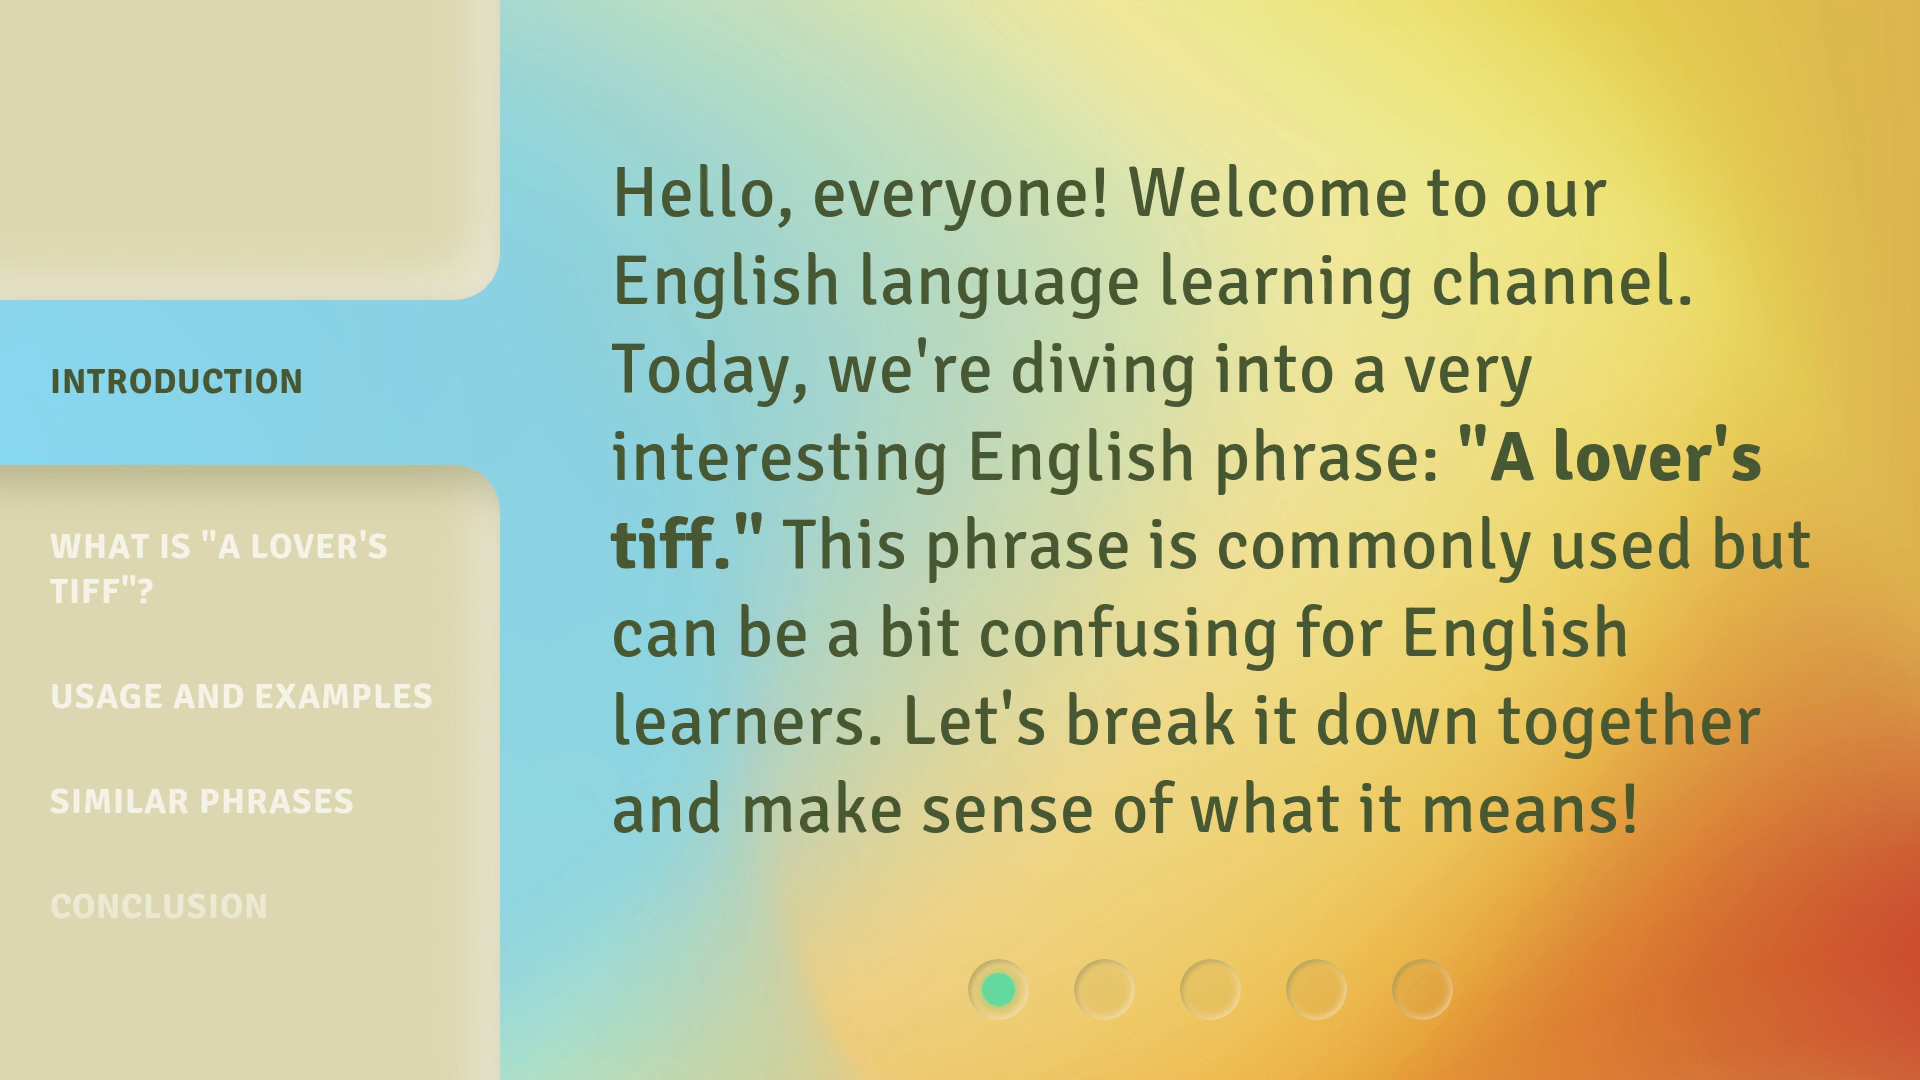 INTRODUCTION
WHAT IS "A LOVER'S
TIFF"?
USAGE AND EXAMPLES
SIMILAR PHRASES
CONCLUSION
Hello, everyone! Welcome to our
English language learning channel.
Today, we're diving into a very
interesting English phrase: "A lover's
tiff." This phrase is commonly used but
can be a bit confusing for English
learners. Let's break it down together
and make sense of what it means!